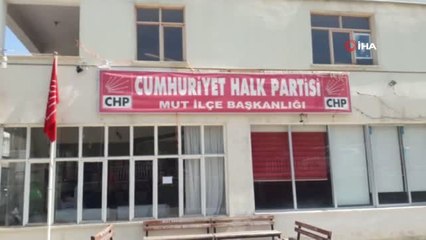 İHA
CUMHURİYET HALK PARTİSİ
CHP MUT İLÇE BAŞKANLIĞI CHP